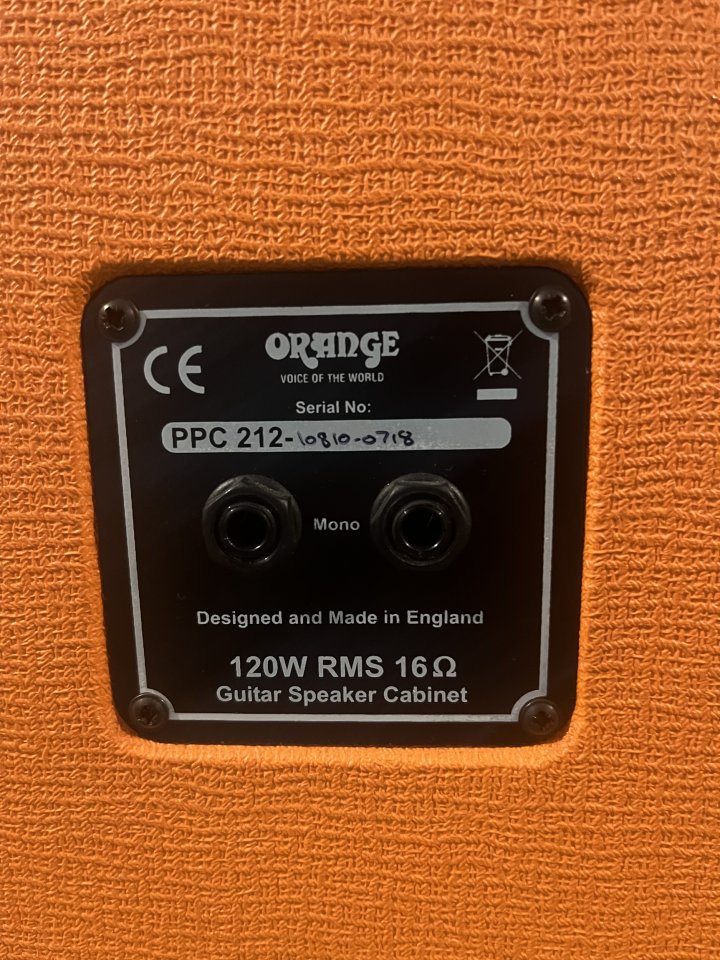 CE
ORANGE
VOICE OF THE WORLD
Serial No:
PPC 212-10810-0718
Mono
Designed and Made in England
120W RMS 16Ω
Guitar Speaker Cabinet